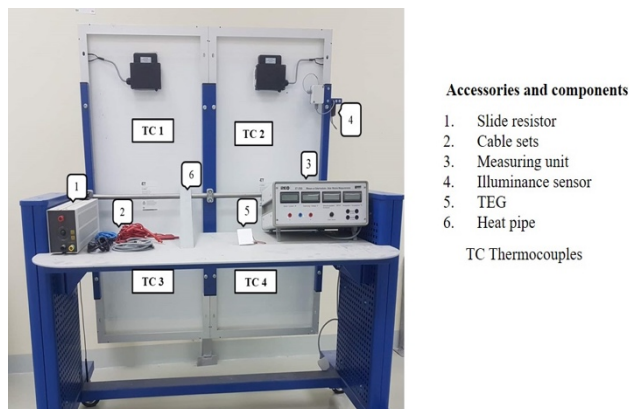 TC 1
TC 2
4
3
6
1
2
5
TC 3
TC 4
Accessories and components
1. Slide resistor
2. Cable sets
3. Measuring unit
4. Illuminance sensor
5. TEG
6. Heat pipe
TC Thermocouples